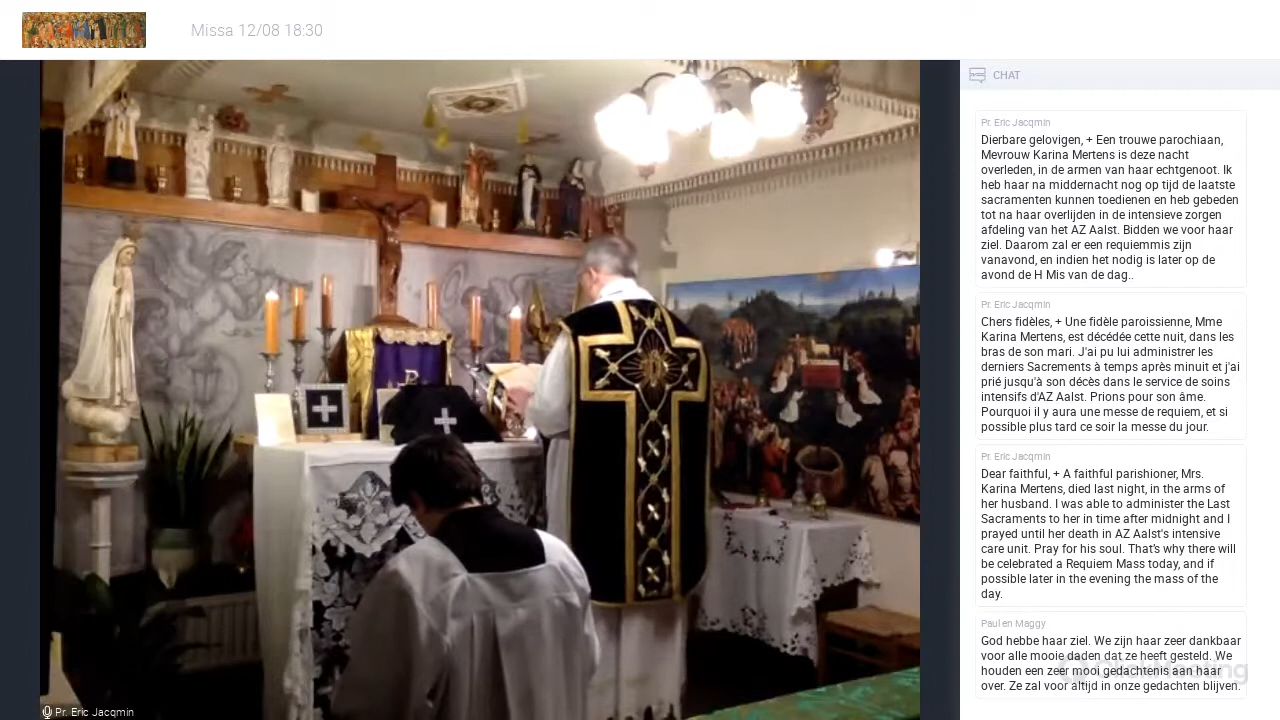 Missa 12/08 18:30
CHAT
Pr. Eric Jacqmin
Dierbare gelovigen, + Een trouwe parochiaan,
Mevrouw Karina Mertens is deze nacht
overleden, in de armen van haar echtgenoot. Ik
heb haar na middernacht nog op tijd de laatste
sacramenten kunnen toedienen en heb gebeden
tot na haar overlijden in de intensieve zorgen
afdeling van het AZ Aalst. Bidden we voor haar
ziel. Daarom zal er een requiemmis zijn
vanavond, en indien het nodig is later op de
avond de H Mis van de dag..
Pr. Eric Jacqmin
Chers fidèles, + Une fidèle paroissienne, Mme
Karina Mertens, est décédée cette nuit, dans les
bras de son mari. J'ai pu lui administrer les
derniers Sacrements à temps après minuit et j'ai
prié jusqu'à son décès dans le service de soins
intensifs d'AZ Aalst. Prions pour son âme.
Pourquoi il y aura une messe de requiem, et si
possible plus tard ce soir la messe du jour.
Pr. Eric Jacqmin
Dear faithful, + A faithful parishioner, Mrs.
Karina Mertens, died last night, in the arms of
her husband. I was able to administer the Last
Sacraments to her in time after midnight and I
prayed until her death in AZ Aalst's intensive
care unit. Pray for his soul. That's why there will
be celebrated a Requiem Mass today, and if
possible later in the evening the mass of the
day.
Paul en Maggy
God hebbe haar ziel. We zijn haar zeer dankbaar
voor alle mooie daden dat ze heeft gesteld. We
houden een zeer mooi gedachtenis aan haar
over. Ze zal voor altijd in onze gedachten blijven.
Pr. Eric Jacqmin